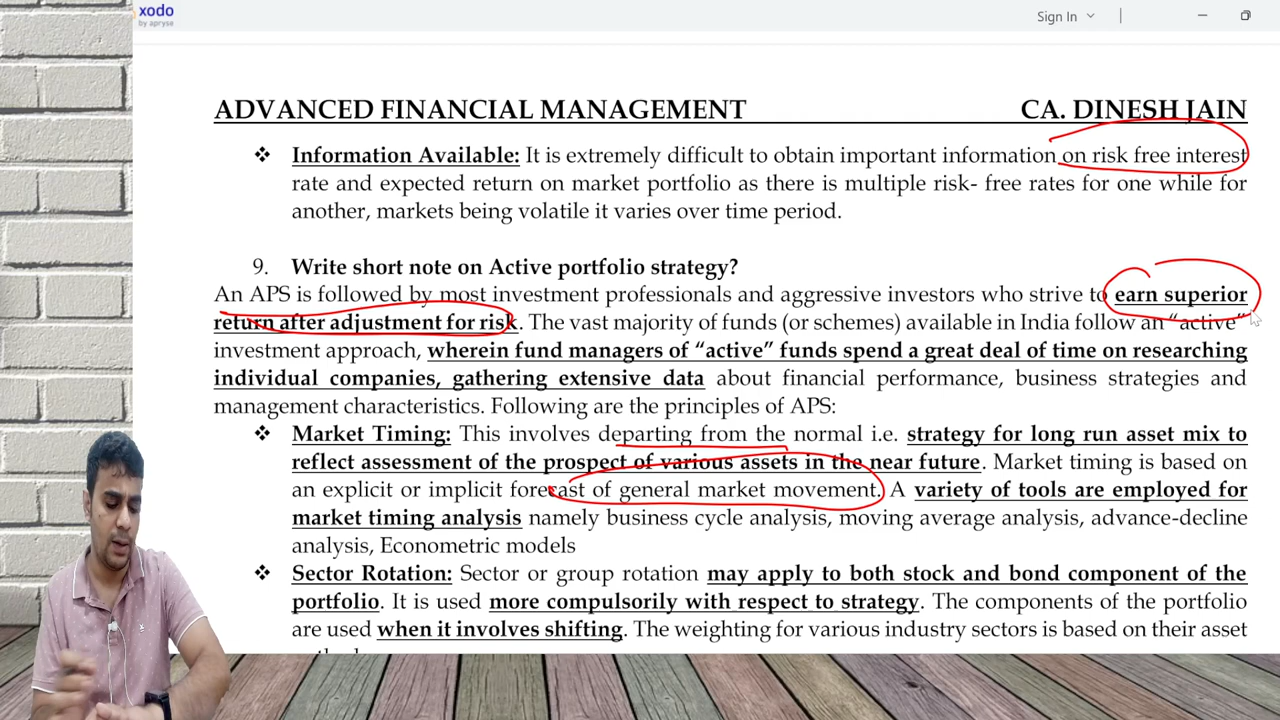 xodo
by apryse
Sign In
ADVANCED FINANCIAL MANAGEMENT CA. DINESH JAIN
❖ Information Available: It is extremely difficult to obtain important information on risk free interest
rate and expected return on market portfolio as there is multiple risk- free rates for one while for
another, markets being volatile it varies over time period.
9. Write short note on Active portfolio strategy?
An APS is followed by most investment professionals and aggressive investors who strive to earn superior
return after adjustment for risk. The vast majority of funds (or schemes) available in India follow an “active”
investment approach, wherein fund managers of “active” funds spend a great deal of time on researching
individual companies, gathering extensive data about financial performance, business strategies and
management characteristics. Following are the principles of APS:
❖ Market Timing: This involves departing from the normal i.e. strategy for long run asset mix to
reflect assessment of the prospect of various assets in the near future. Market timing is based on
an explicit or implicit forecast of general market movement. A variety of tools are employed for
market timing analysis namely business cycle analysis, moving average analysis, advance-decline
analysis, Econometric models
❖ Sector Rotation: Sector or group rotation may apply to both stock and bond component of the
portfolio. It is used more compulsorily with respect to strategy. The components of the portfolio
are used when it involves shifting. The weighting for various industry sectors is based on their asset